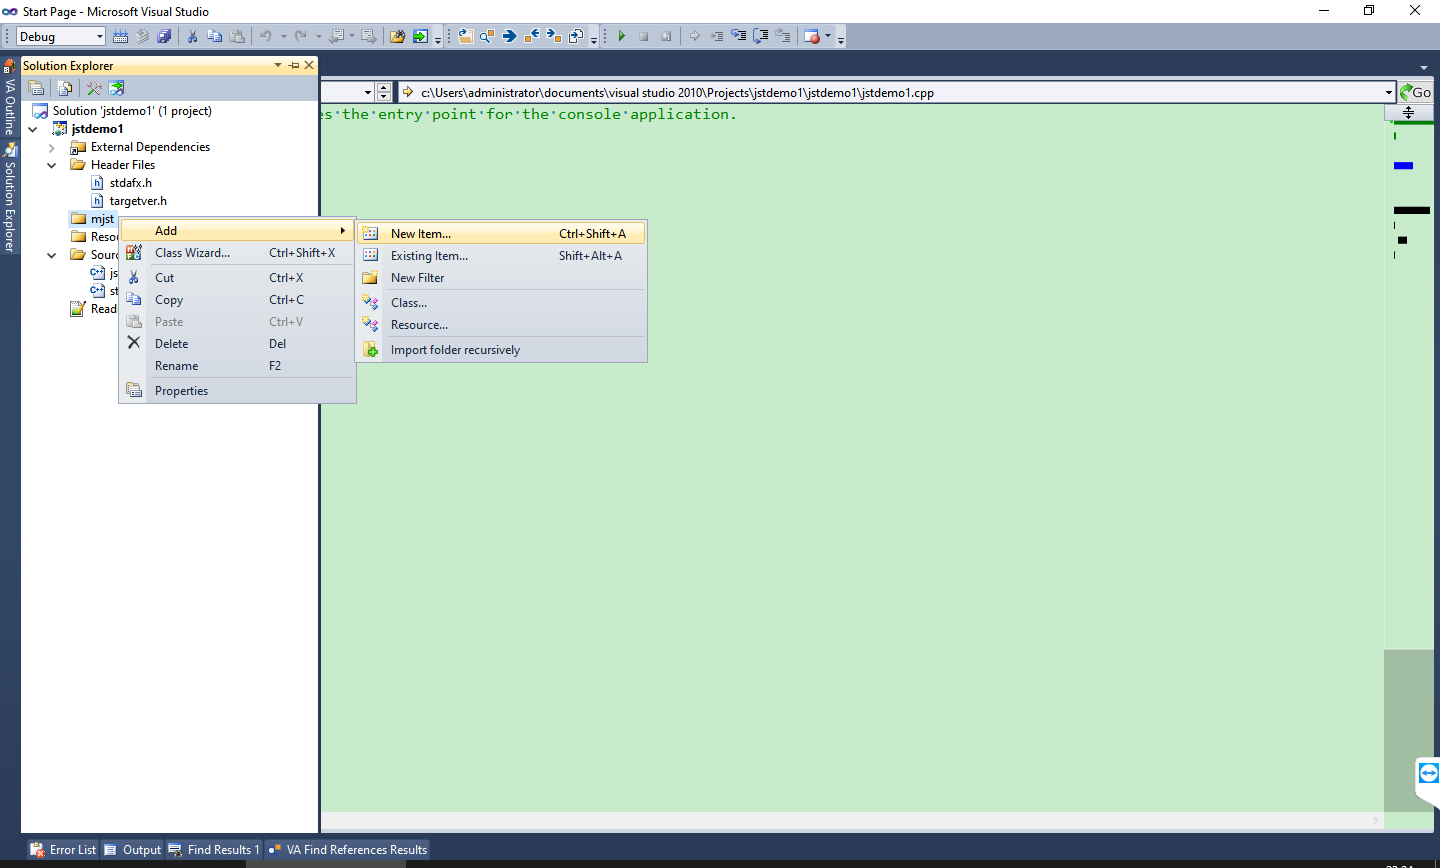 Start Page - Microsoft Visual Studio
Debug
Solution Explorer
VA Outline
Solution Explorer
c:\Users\administrator\documents\visual studio 2010\Projects\jstdemo1\jstdemo1\jstdemo1.cpp
Go
es·the·entry·point·for·the·console·application.
Solution 'jstdemo1' (1 project)
jstdemo1
External Dependencies
Header Files
stdafx.h
targetver.h
mjst
Resou
Sourc
js
st
Read
Add
Class Wizard... Ctrl+Shift+X
Cut Ctrl+X
Copy Ctrl+C
Paste Ctrl+V
Delete Del
Rename F2
Properties
New Item... Ctrl+Shift+A
Existing Item... Shift+Alt+A
New Filter
Class...
Resource...
Import folder recursively
Error List Output Find Results 1 VA Find References Results